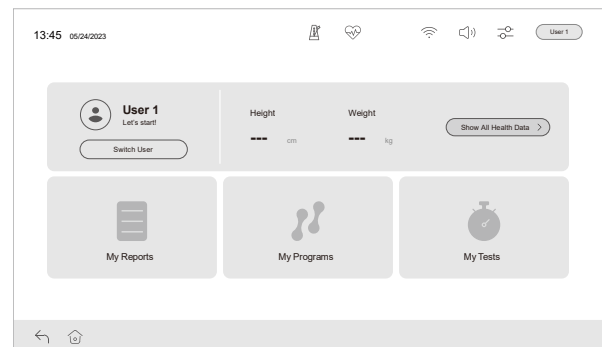 13:45 05/24/2023
User 1
User 1
Let's start!
Switch User
Height
--- cm
Weight
--- kg
Show All Health Data
My Reports
My Programs
My Tests